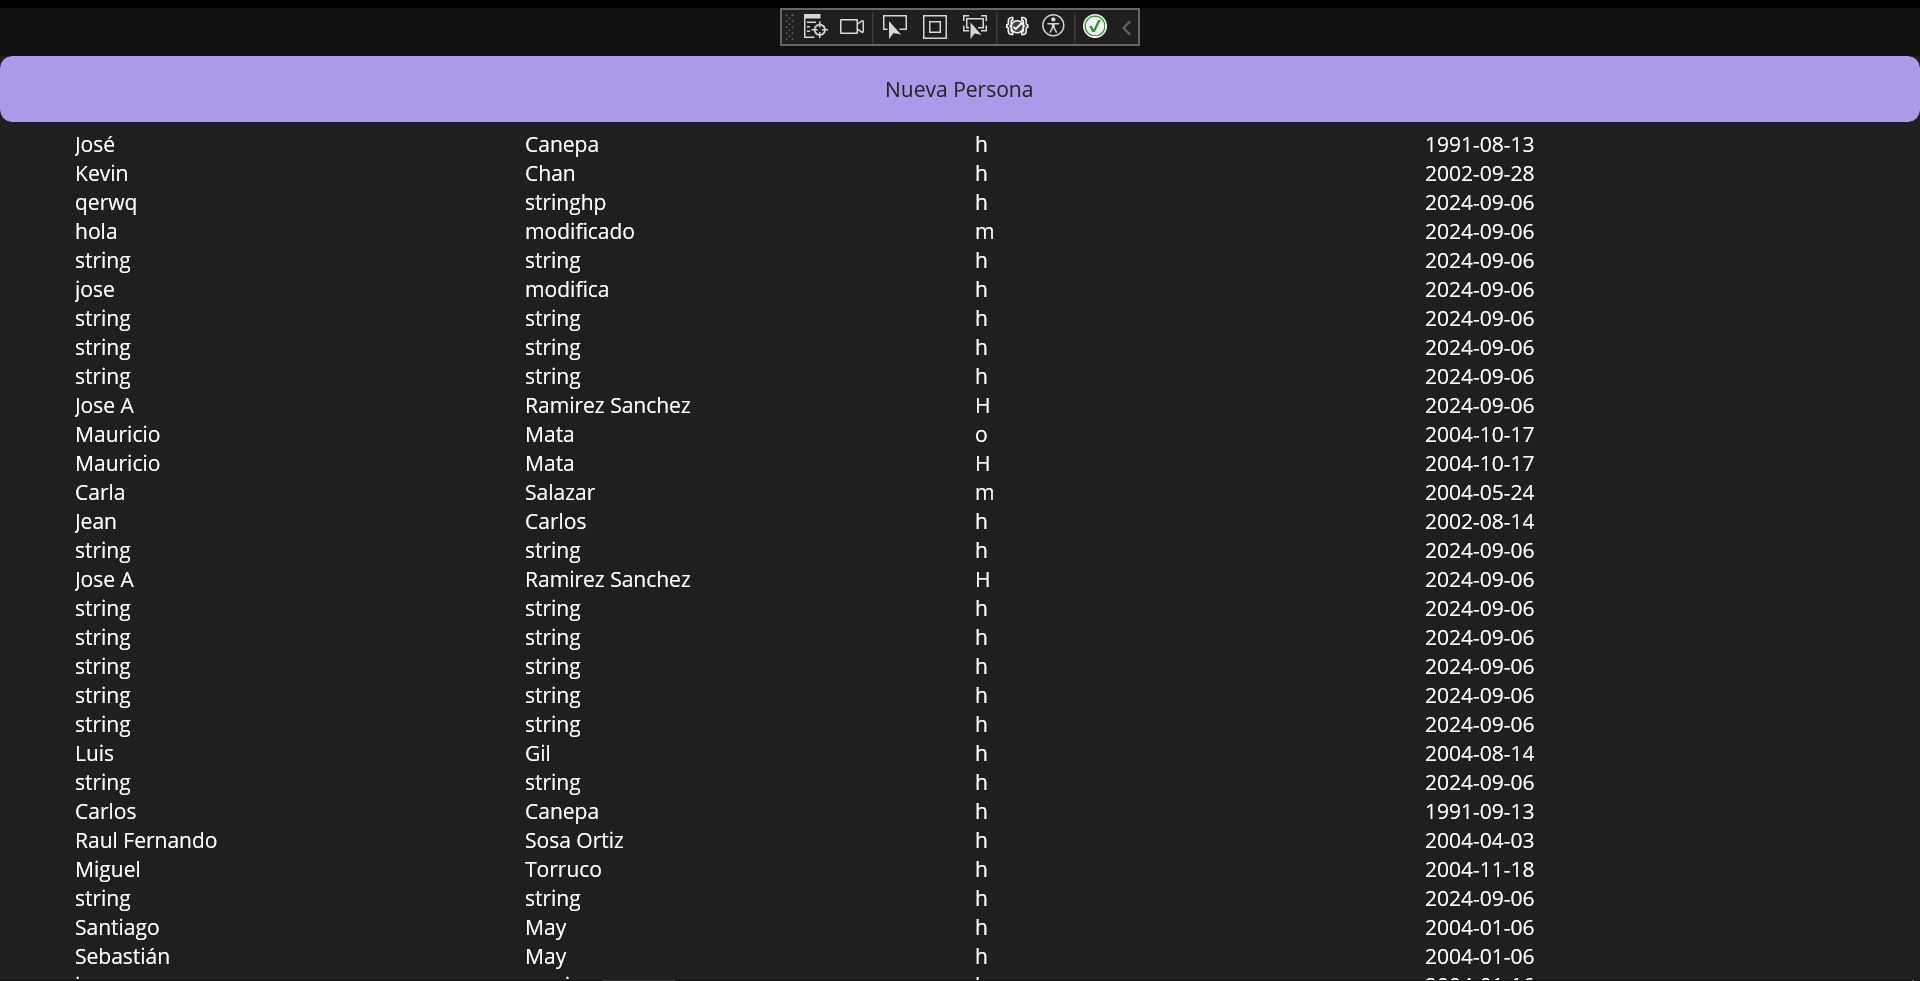 Nueva Persona
José Canepa h 1991-08-13
Kevin Chan h 2002-09-28
qerwq stringhp h 2024-09-06
hola modificado m 2024-09-06
string string h 2024-09-06
jose modifica h 2024-09-06
string string h 2024-09-06
string string h 2024-09-06
string string h 2024-09-06
Jose A Ramirez Sanchez H 2024-09-06
Mauricio Mata o 2004-10-17
Mauricio Mata H 2004-10-17
Carla Salazar m 2004-05-24
Jean Carlos h 2002-08-14
string string h 2024-09-06
Jose A Ramirez Sanchez H 2024-09-06
string string h 2024-09-06
string string h 2024-09-06
string string h 2024-09-06
string string h 2024-09-06
string string h 2024-09-06
Luis Gil h 2004-08-14
string string h 2024-09-06
Carlos Canepa h 1991-09-13
Raul Fernando Sosa Ortiz h 2004-04-03
Miguel Torruco h 2004-11-18
string string h 2024-09-06
Santiago May h 2004-01-06
Sebastián May h 2004-01-06